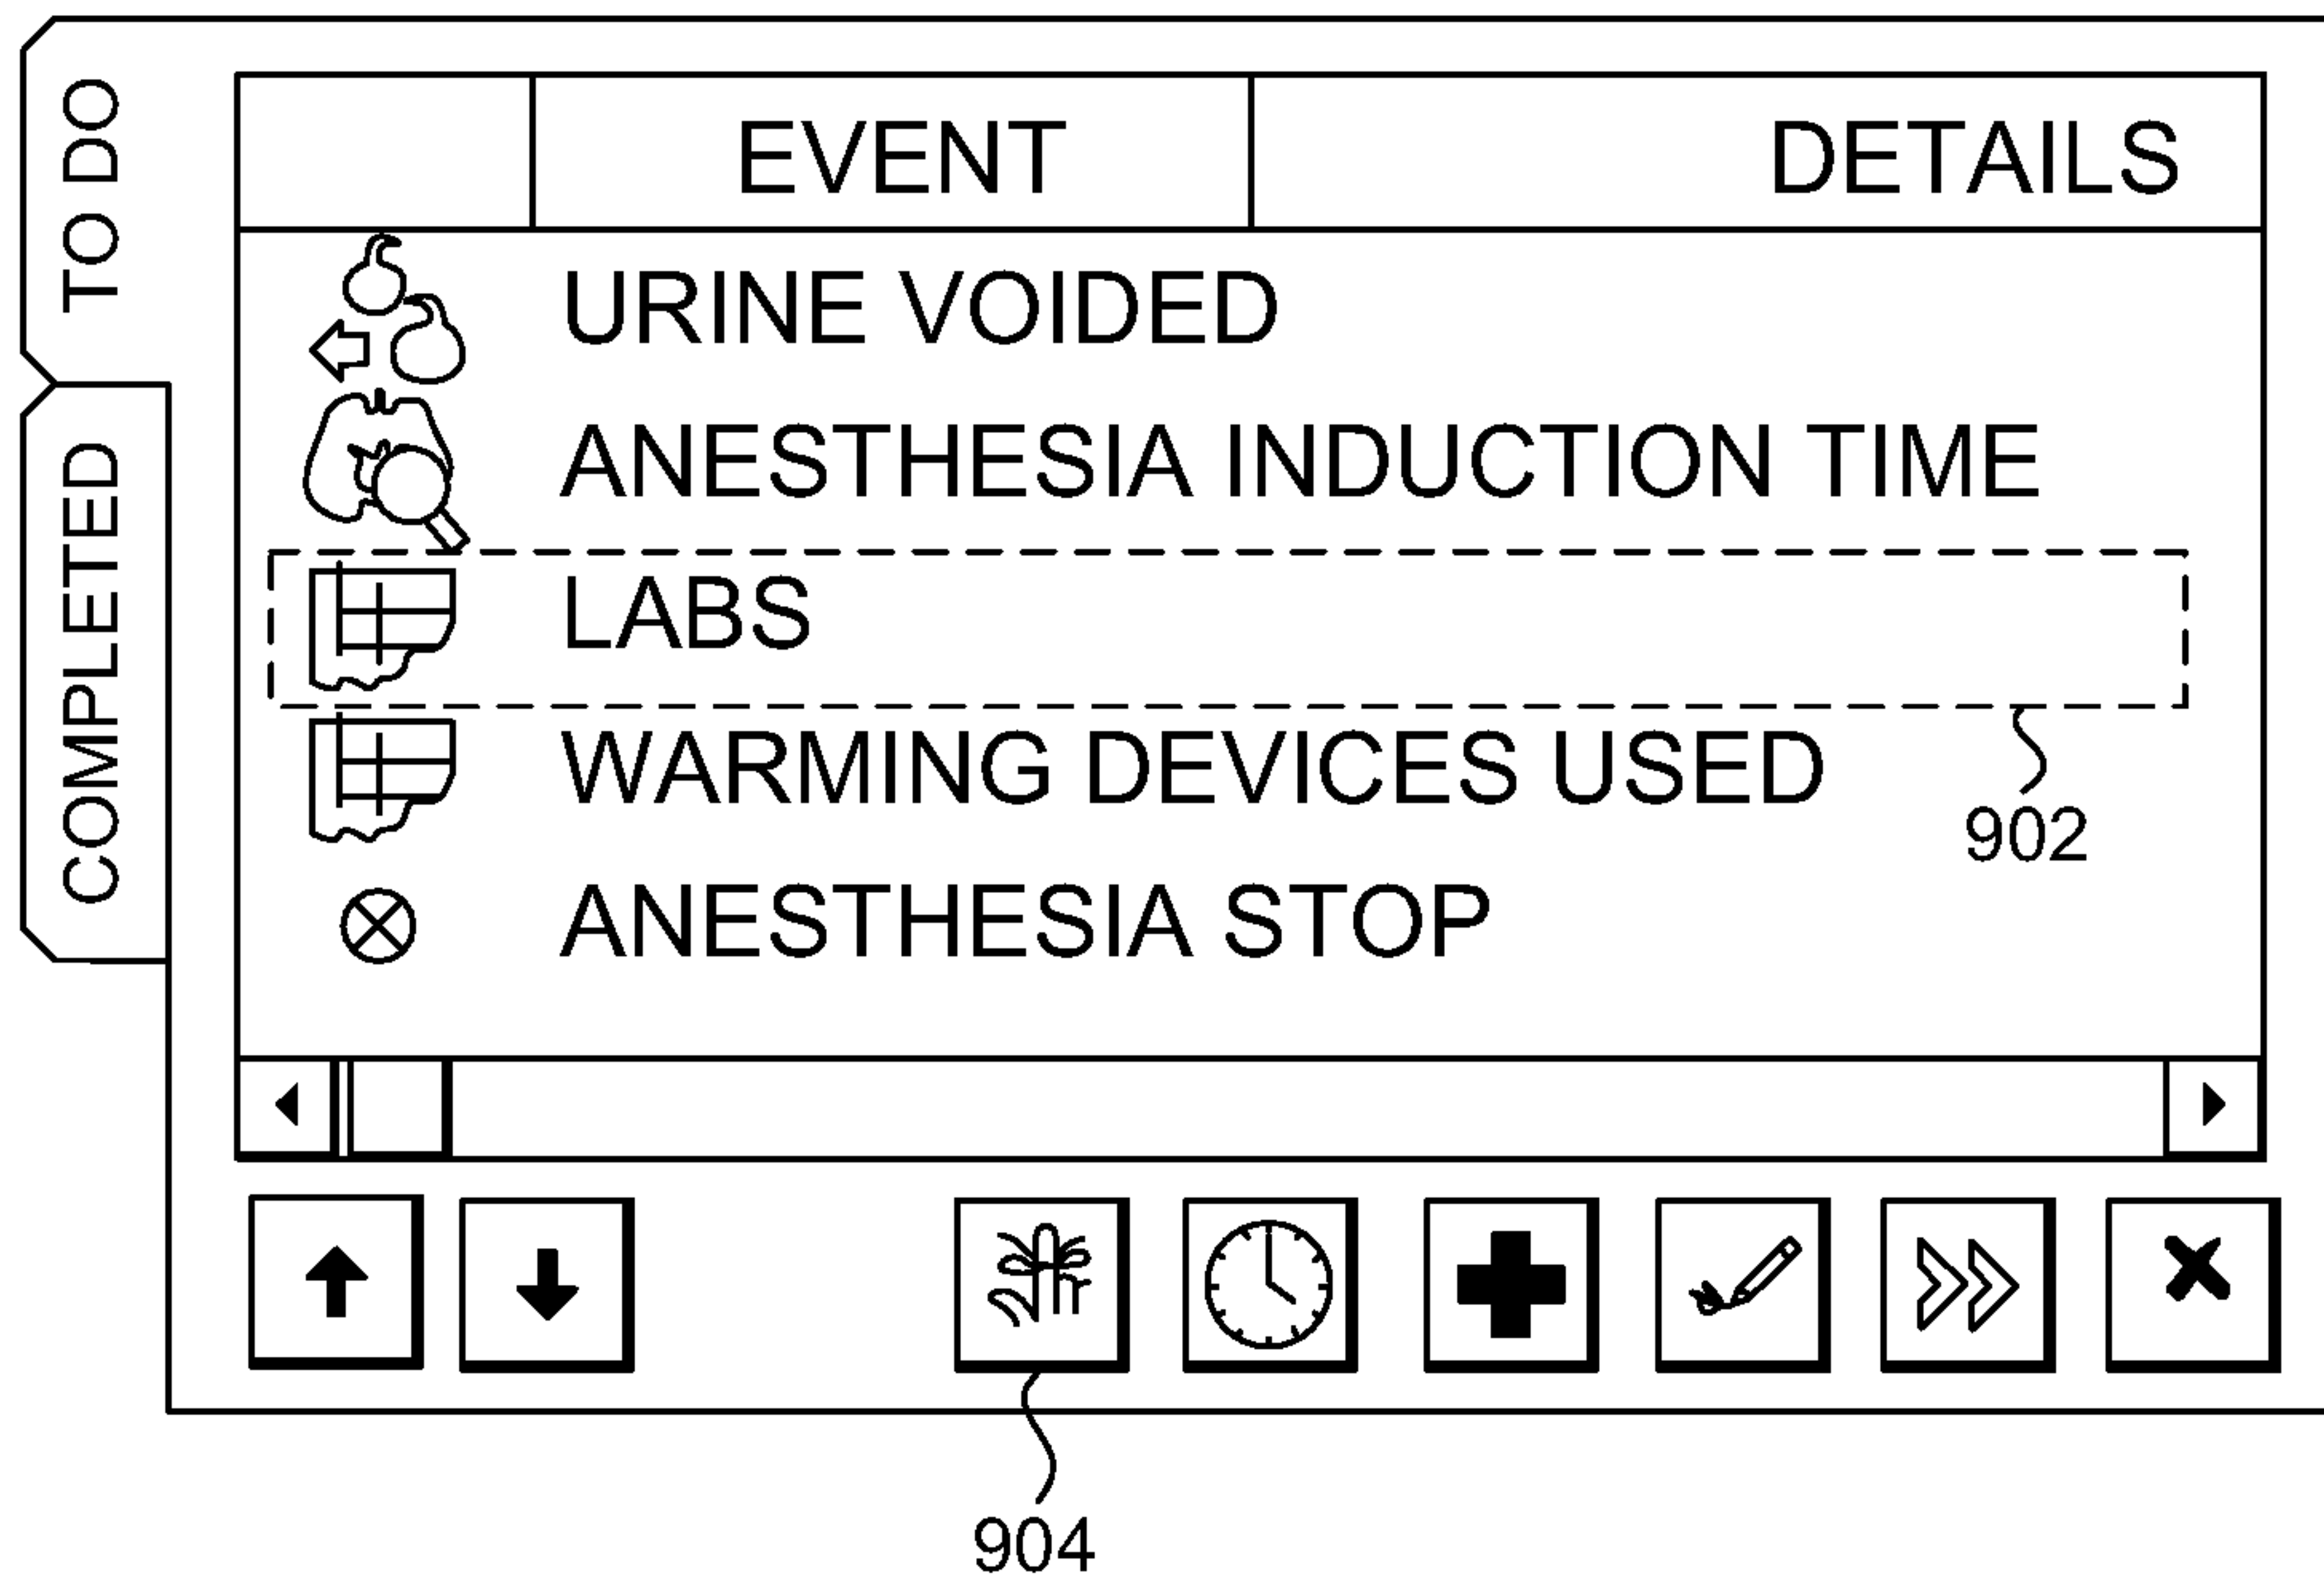 TO DO
COMPLETED
EVENT DETAILS
URINE VOIDED
ANESTHESIA INDUCTION TIME
LABS
WARMING DEVICES USED
902
ANESTHESIA STOP
904